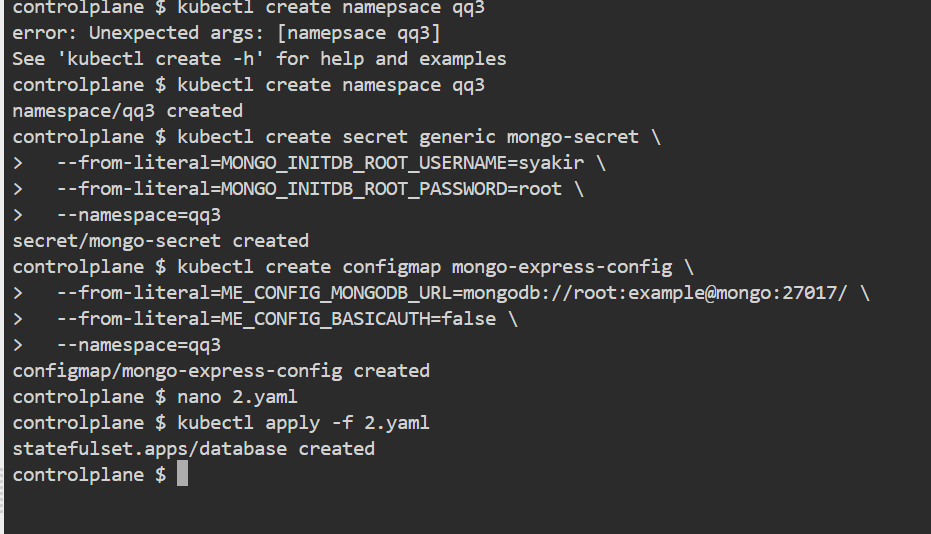 controlplane $ kubectl create namepsace qq3
error: Unexpected args: [namepsace qq3]
See 'kubectl create -h' for help and examples
controlplane $ kubectl create namespace qq3
namespace/qq3 created
controlplane $ kubectl create secret generic mongo-secret \
>   --from-literal=MONGO_INITDB_ROOT_USERNAME=syakir \
>   --from-literal=MONGO_INITDB_ROOT_PASSWORD=root \
>   --namespace=qq3
secret/mongo-secret created
controlplane $ kubectl create configmap mongo-express-config \
>   --from-literal=ME_CONFIG_MONGODB_URL=mongodb://root:example@mongo:27017/ \
>   --from-literal=ME_CONFIG_BASICAUTH=false \
>   --namespace=qq3
configmap/mongo-express-config created
controlplane $ nano 2.yaml
controlplane $ kubectl apply -f 2.yaml
statefulset.apps/database created
controlplane $